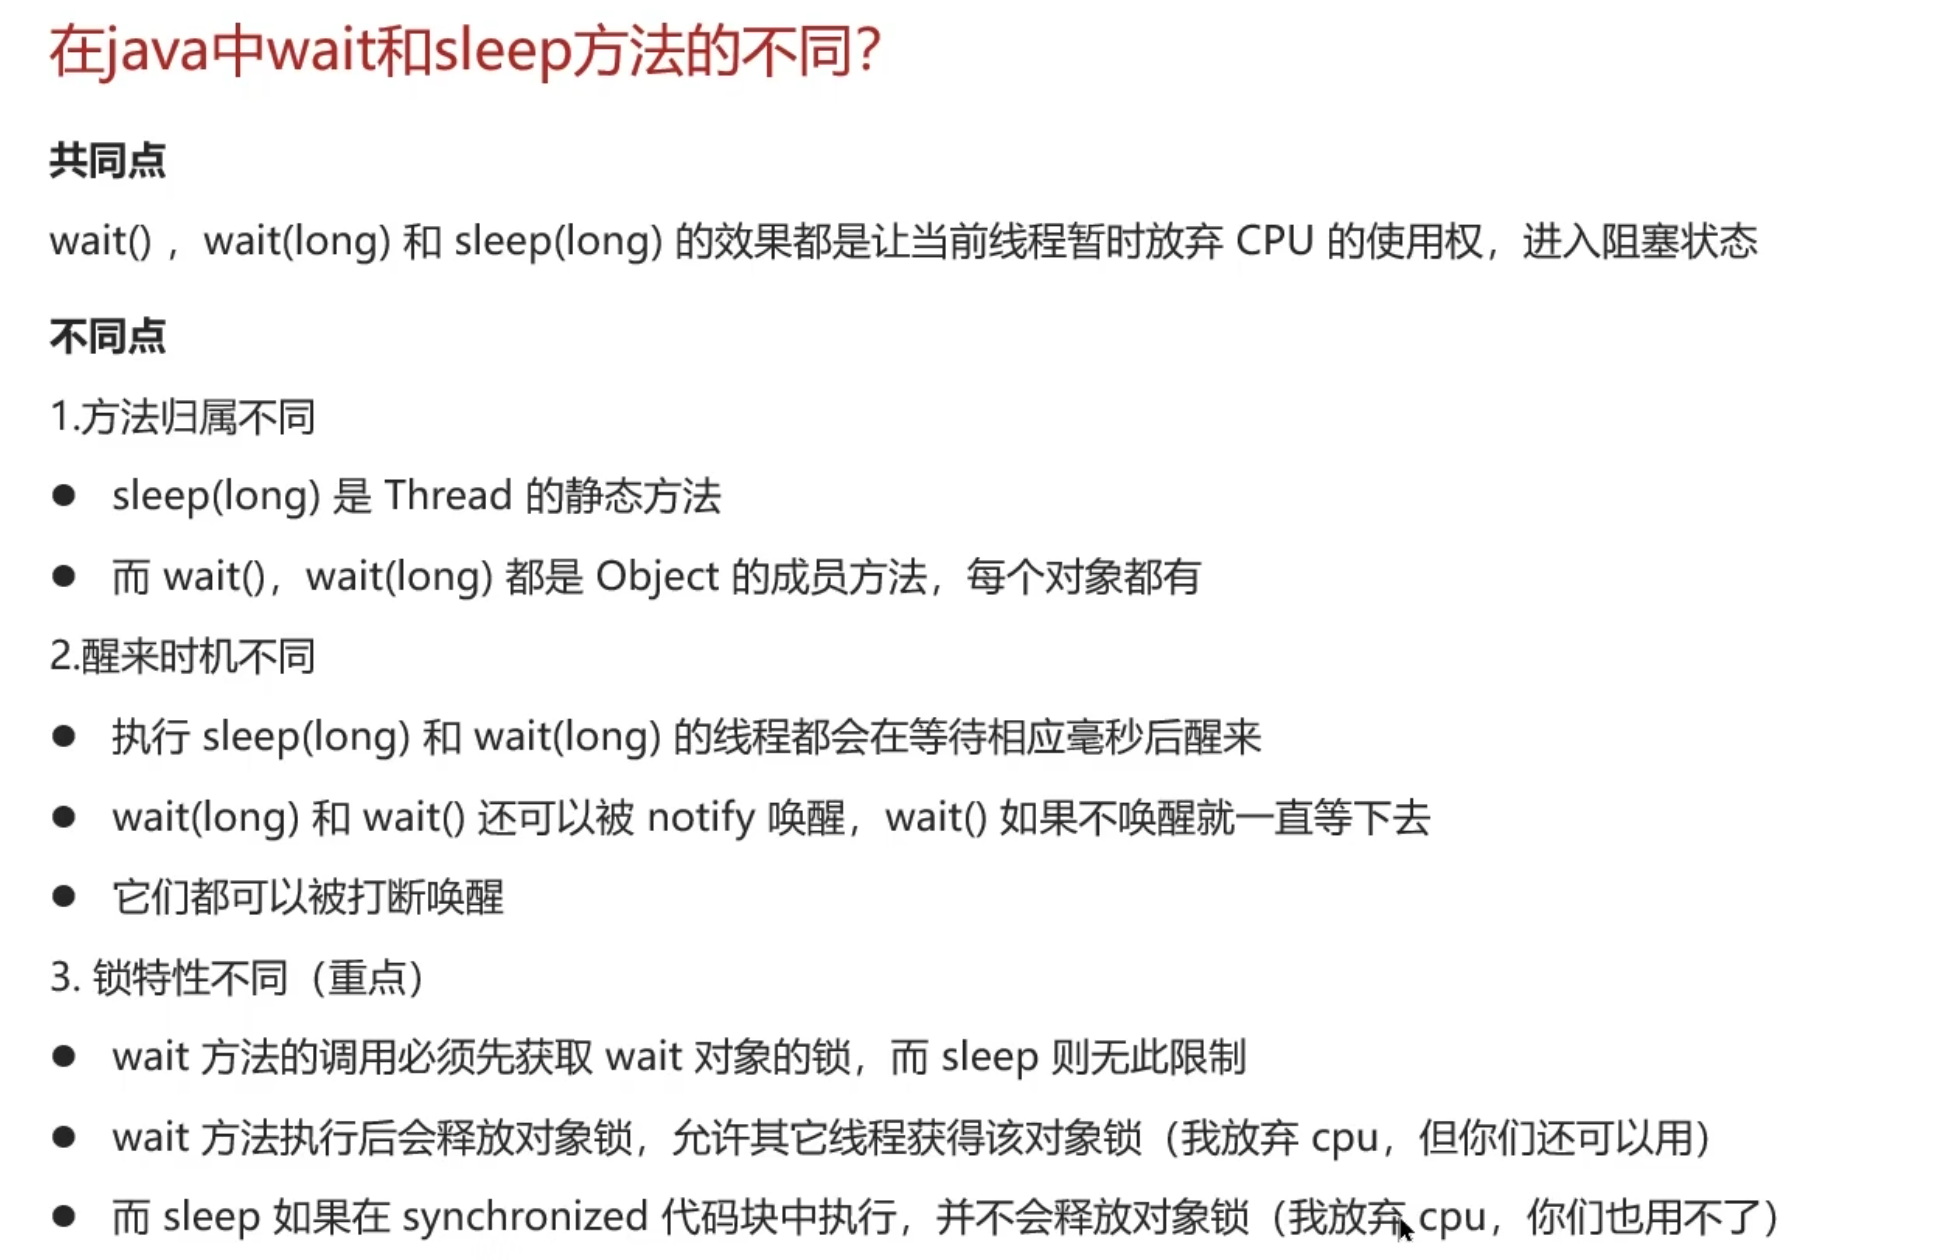 在java中wait和sleep方法的不同？
共同点
wait() ，wait(long) 和 sleep(long) 的效果都是让当前线程暂时放弃 CPU 的使用权，进入阻塞状态
不同点
1.方法归属不同
● sleep(long) 是 Thread 的静态方法
● 而 wait()，wait(long) 都是 Object 的成员方法，每个对象都有
2.醒来时机不同
● 执行 sleep(long) 和 wait(long) 的线程都会在等待相应毫秒后醒来
● wait(long) 和 wait() 还可以被 notify 唤醒，wait() 如果不唤醒就一直等下去
● 它们都可以被打断唤醒
3. 锁特性不同（重点）
● wait 方法的调用必须先获取 wait 对象的锁，而 sleep 则无此限制
● wait 方法执行后会释放对象锁，允许其它线程获得该对象锁（我放弃 cpu，但你们还可以用）
● 而 sleep 如果在 synchronized 代码块中执行，并不会释放对象锁（我放弃 cpu，你们也用不了）